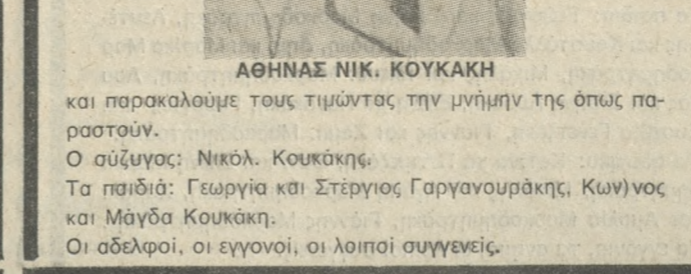 ΑΘΗΝΑΣ ΝΙΚ. ΚΟΥΚΑΚΗ
και παρακαλούμε τους τιμώντας την μνήμην της όπως πα-
ραστούν.
Ο σύζυγος: Νικόλ. Κουκάκης.
Τα παιδιά: Γεωργία και Στέργιος Γαργανουράκης, Κων)νος
και Μάγδα Κουκάκη.
Οι αδελφοί, οι εγγονοί, οι λοιποί συγγενείς.